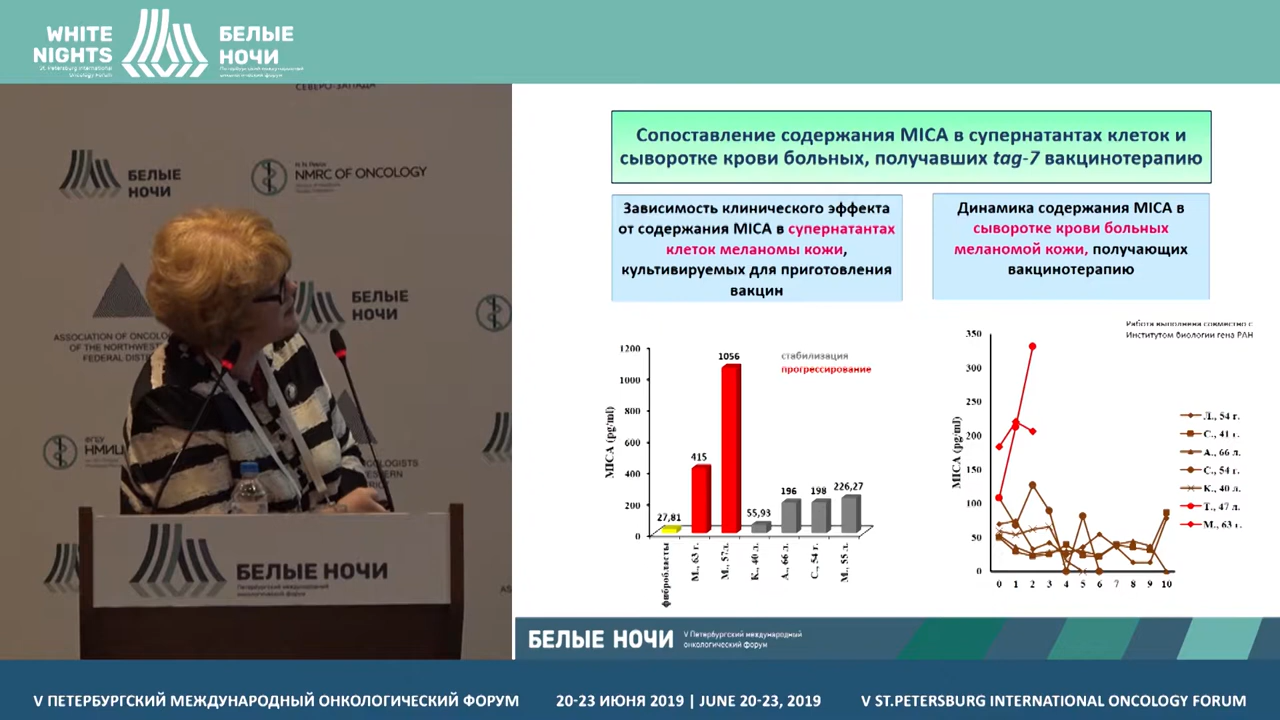 WHITE
NIGHTS
St. Petersburg International
Oncology Forum
БЕЛЫЕ
НОЧИ
Петербургский международный
онкологический форум
СЕВЕРО-ЗАПАДА
БЕЛЫЕ
НОЧИ
NMRC OF ONCOLOGY
БЕЛЫЕ
НОЧИ
ASSOCIATION OF ONCOLO
OF THE NORTHWEST
FEDERAL DIST
ФГБУ
НМИЦ
БЕЛЫЕ НОЧИ
Петербургский международный
онкологический форум
Сопоставление содержания MICA в супернатантах клеток и
сыворотке крови больных, получавших tag-7 вакцинотерапию
Зависимость клинического эффекта
от содержания MICA в супернатантах
клеток меланомы кожи,
культивируемых для приготовления
вакцин
Динамика содержания MICA в
сыворотке крови больных
меланомой кожи, получающих
вакцинотерапию
MICA (pg/ml)
1200
1000
800
600
400
200
0
27,81
415
1056
55,93
196
198
226,27
стабилизация
прогрессирование
фибробласты
М., 63 г.
М., 57л.
К., 40 л.
А., 66 л.
С., 54 г.
М., 55 л.
Работа выполнена совместно с
Институтом биологии гена РАН
MICA (pg/ml)
350
300
250
200
150
100
50
0
0 1 2 3 4 5 6 7 8 9 10
Л., 54 г.
С., 41 г.
А., 66 л.
С., 54 г.
К., 40 л.
Т., 47 л.
М., 63 г.
БЕЛЫЕ НОЧИ
V Петербургский международный
онкологический форум
V ПЕТЕРБУРГСКИЙ МЕЖДУНАРОДНЫЙ ОНКОЛОГИЧЕСКИЙ ФОРУМ 20-23 ИЮНЯ 2019 | JUNE 20-23, 2019 V ST.PETERSBURG INTERNATIONAL ONCOLOGY FORUM